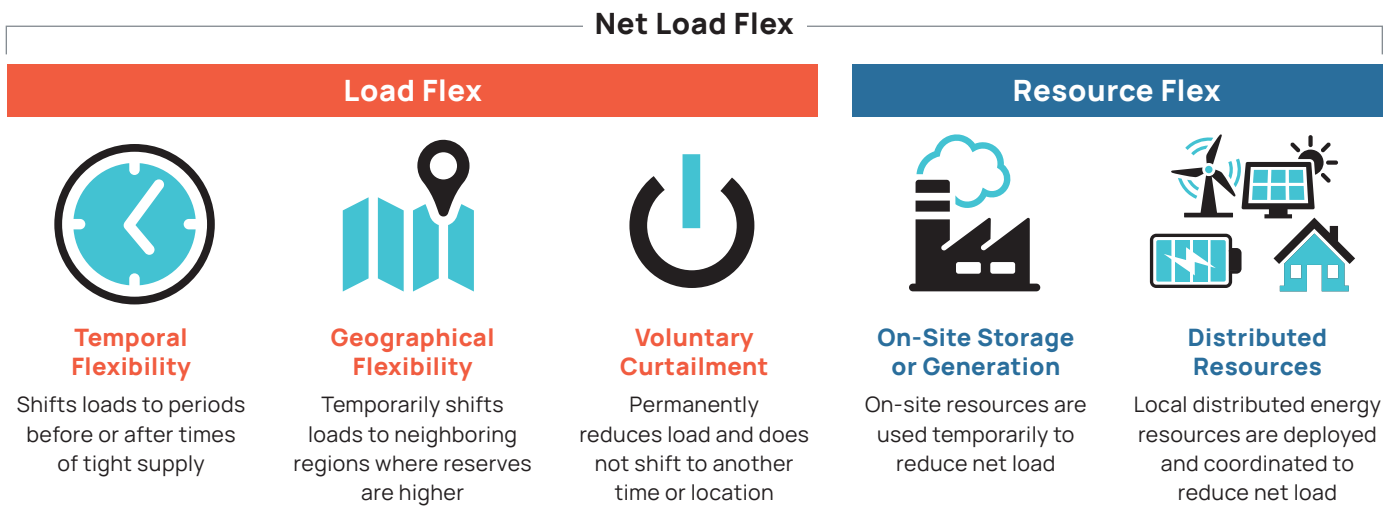 Net Load Flex
Load Flex
Temporal
Flexibility
Shifts loads to periods
before or after times
of tight supply
Geographical
Flexibility
Temporarily shifts
loads to neighboring
regions where reserves
are higher
Voluntary
Curtailment
Permanently
reduces load and does
not shift to another
time or location
Resource Flex
On-Site Storage
or Generation
On-site resources are
used temporarily to
reduce net load
Distributed
Resources
Local distributed energy
resources are deployed
and coordinated to
reduce net load